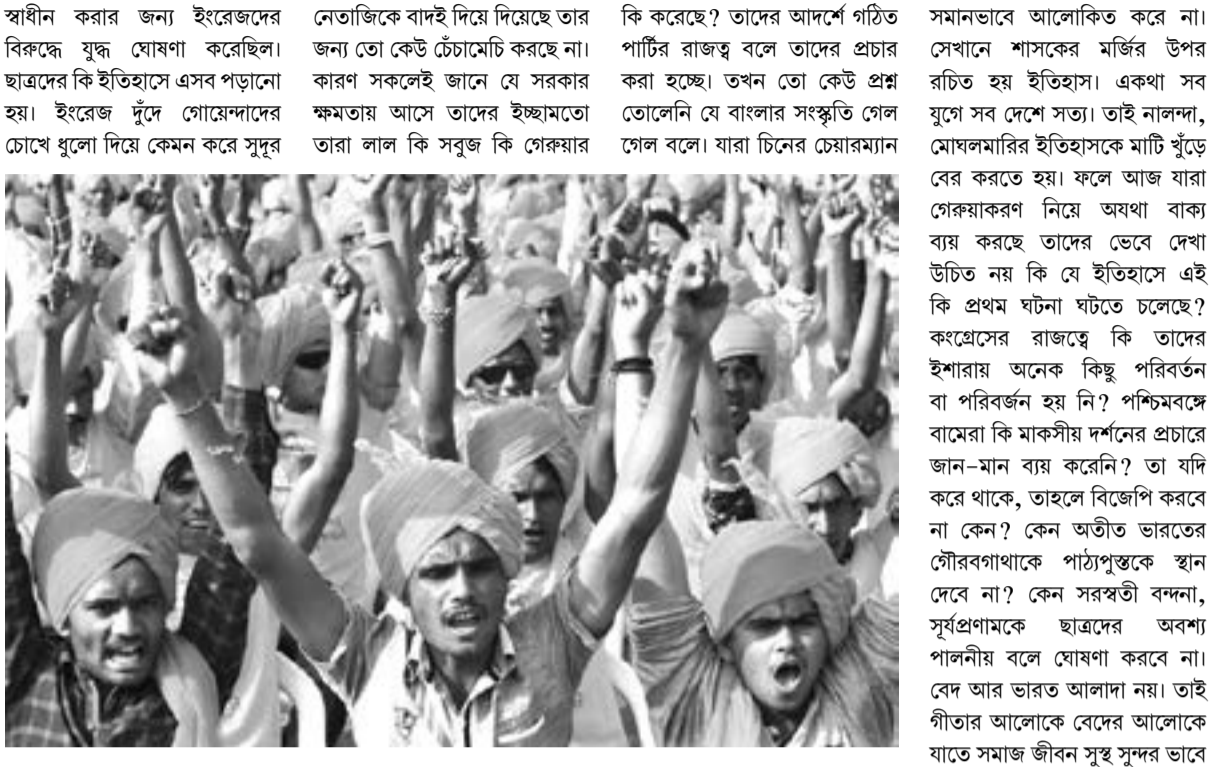 স্বাধীন করার জন্য ইংরেজদের
বিরুদ্ধে যুদ্ধ ঘোষণা করেছিল।
ছাত্রদের কি ইতিহাসে এসব পড়ানো
হয়। ইংরেজ দুঁদে গোয়েন্দাদের
চোখে ধুলো দিয়ে কেমন করে সুদূর
নেতাজিকে বাদই দিয়ে দিয়েছে তার
জন্য তো কেউ চেঁচামেচি করছে না।
কারণ সকলেই জানে যে সরকার
ক্ষমতায় আসে তাদের ইচ্ছামতো
তারা লাল কি সবুজ কি গেরুয়ার
কি করেছে? তাদের আদর্শে গঠিত
পার্টির রাজত্ব বলে তাদের প্রচার
করা হচ্ছে। তখন তো কেউ প্রশ্ন
তোলেনি যে বাংলার সংস্কৃতি গেল
গেল বলে। যারা চিনের চেয়ারম্যান
সমানভাবে আলোকিত করে না।
সেখানে শাসকের মর্জির উপর
রচিত হয় ইতিহাস। একথা সব
যুগে সব দেশে সত্য। তাই নালন্দা,
মোঘলমারির ইতিহাসকে মাটি খুঁড়ে
বের করতে হয়। ফলে আজ যারা
গেরুয়াকরণ নিয়ে অযথা বাক্য
ব্যয় করছে তাদের ভেবে দেখা
উচিত নয় কি যে ইতিহাসে এই
কি প্রথম ঘটনা ঘটতে চলেছে?
কংগ্রেসের রাজত্বে কি তাদের
ইশারায় অনেক কিছু পরিবর্তন
বা পরিবর্জন হয় নি? পশ্চিমবঙ্গে
বামেরা কি মাকসীয় দর্শনের প্রচারে
জান-মান ব্যয় করেনি? তা যদি
করে থাকে, তাহলে বিজেপি করবে
না কেন? কেন অতীত ভারতের
গৌরবগাথাকে পাঠ্যপুস্তকে স্থান
দেবে না? কেন সরস্বতী বন্দনা,
সূর্যপ্রণামকে ছাত্রদের অবশ্য
পালনীয় বলে ঘোষণা করবে না।
বেদ আর ভারত আলাদা নয়। তাই
গীতার আলোকে বেদের আলোকে
যাতে সমাজ জীবন সুস্থ সুন্দর ভাবে